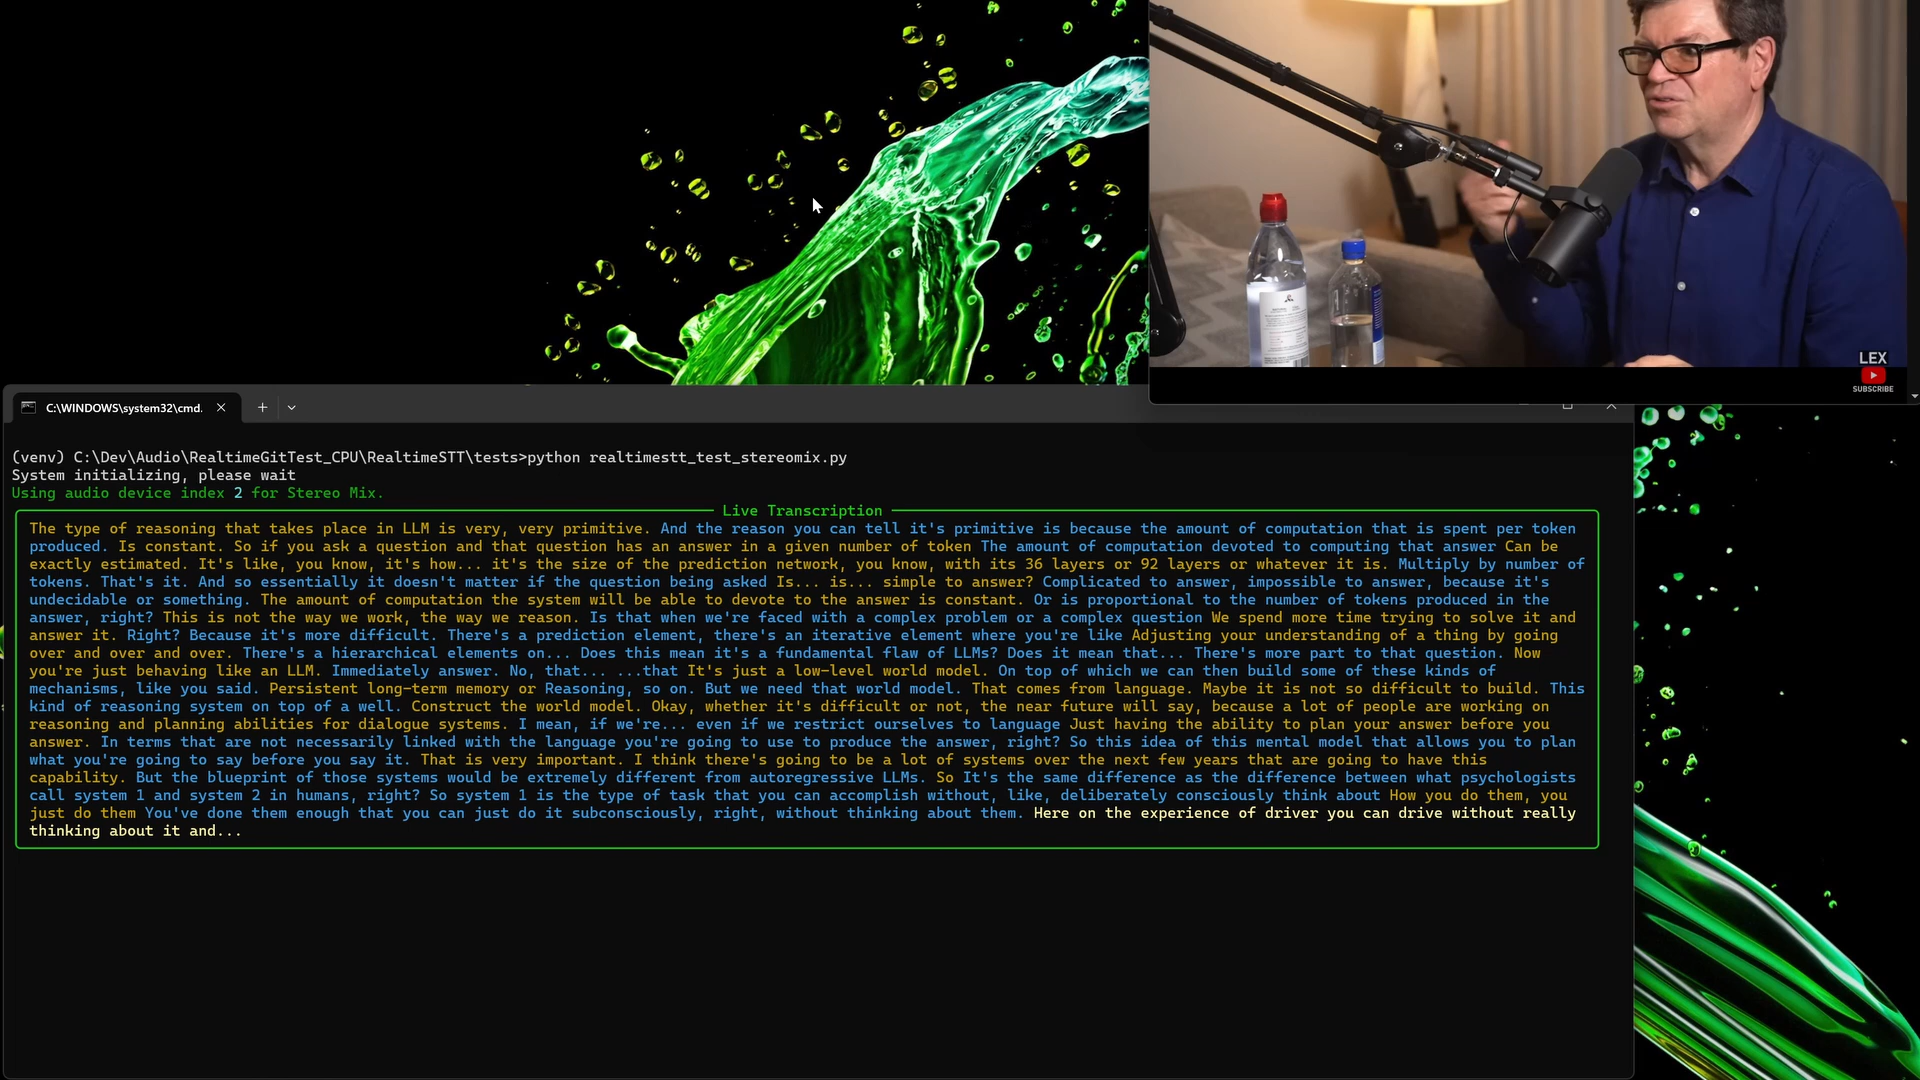 LEX
SUBSCRIBE
C:\WINDOWS\system32\cmd.
(venv) C:\Dev\Audio\RealtimeGitTest_CPU\RealtimeSTT\tests>python realtimestt_test_stereomix.py
System initializing, please wait
Using audio device index 2 for Stereo Mix.
Live Transcription
The type of reasoning that takes place in LLM is very, very primitive. And the reason you can tell it's primitive is because the amount of computation that is spent per token
produced. Is constant. So if you ask a question and that question has an answer in a given number of token The amount of computation devoted to computing that answer Can be
exactly estimated. It's like, you know, it's how... it's the size of the prediction network, you know, with its 36 layers or 92 layers or whatever it is. Multiply by number of
tokens. That's it. And so essentially it doesn't matter if the question being asked Is... is... simple to answer? Complicated to answer, impossible to answer, because it's
undecidable or something. The amount of computation the system will be able to devote to the answer is constant. Or is proportional to the number of tokens produced in the
answer, right? This is not the way we work, the way we reason. Is that when we're faced with a complex problem or a complex question We spend more time trying to solve it and
answer it. Right? Because it's more difficult. There's a prediction element, there's an iterative element where you're like Adjusting your understanding of a thing by going
over and over and over. There's a hierarchical elements on... Does this mean it's a fundamental flaw of LLMs? Does it mean that... There's more part to that question. Now
you're just behaving like an LLM. Immediately answer. No, that... ...that It's just a low-level world model. On top of which we can then build some of these kinds of
mechanisms, like you said. Persistent long-term memory or Reasoning, so on. But we need that world model. That comes from language. Maybe it is not so difficult to build. This
kind of reasoning system on top of a well. Construct the world model. Okay, whether it's difficult or not, the near future will say, because a lot of people are working on
reasoning and planning abilities for dialogue systems. I mean, if we're... even if we restrict ourselves to language Just having the ability to plan your answer before you
answer. In terms that are not necessarily linked with the language you're going to use to produce the answer, right? So this idea of this mental model that allows you to plan
what you're going to say before you say it. That is very important. I think there's going to be a lot of systems over the next few years that are going to have this
capability. But the blueprint of those systems would be extremely different from autoregressive LLMs. So It's the same difference as the difference between what psychologists
call system 1 and system 2 in humans, right? So system 1 is the type of task that you can accomplish without, like, deliberately consciously think about How you do them, you
just do them You've done them enough that you can just do it subconsciously, right, without thinking about them. Here on the experience of driver you can drive without really
thinking about it and...